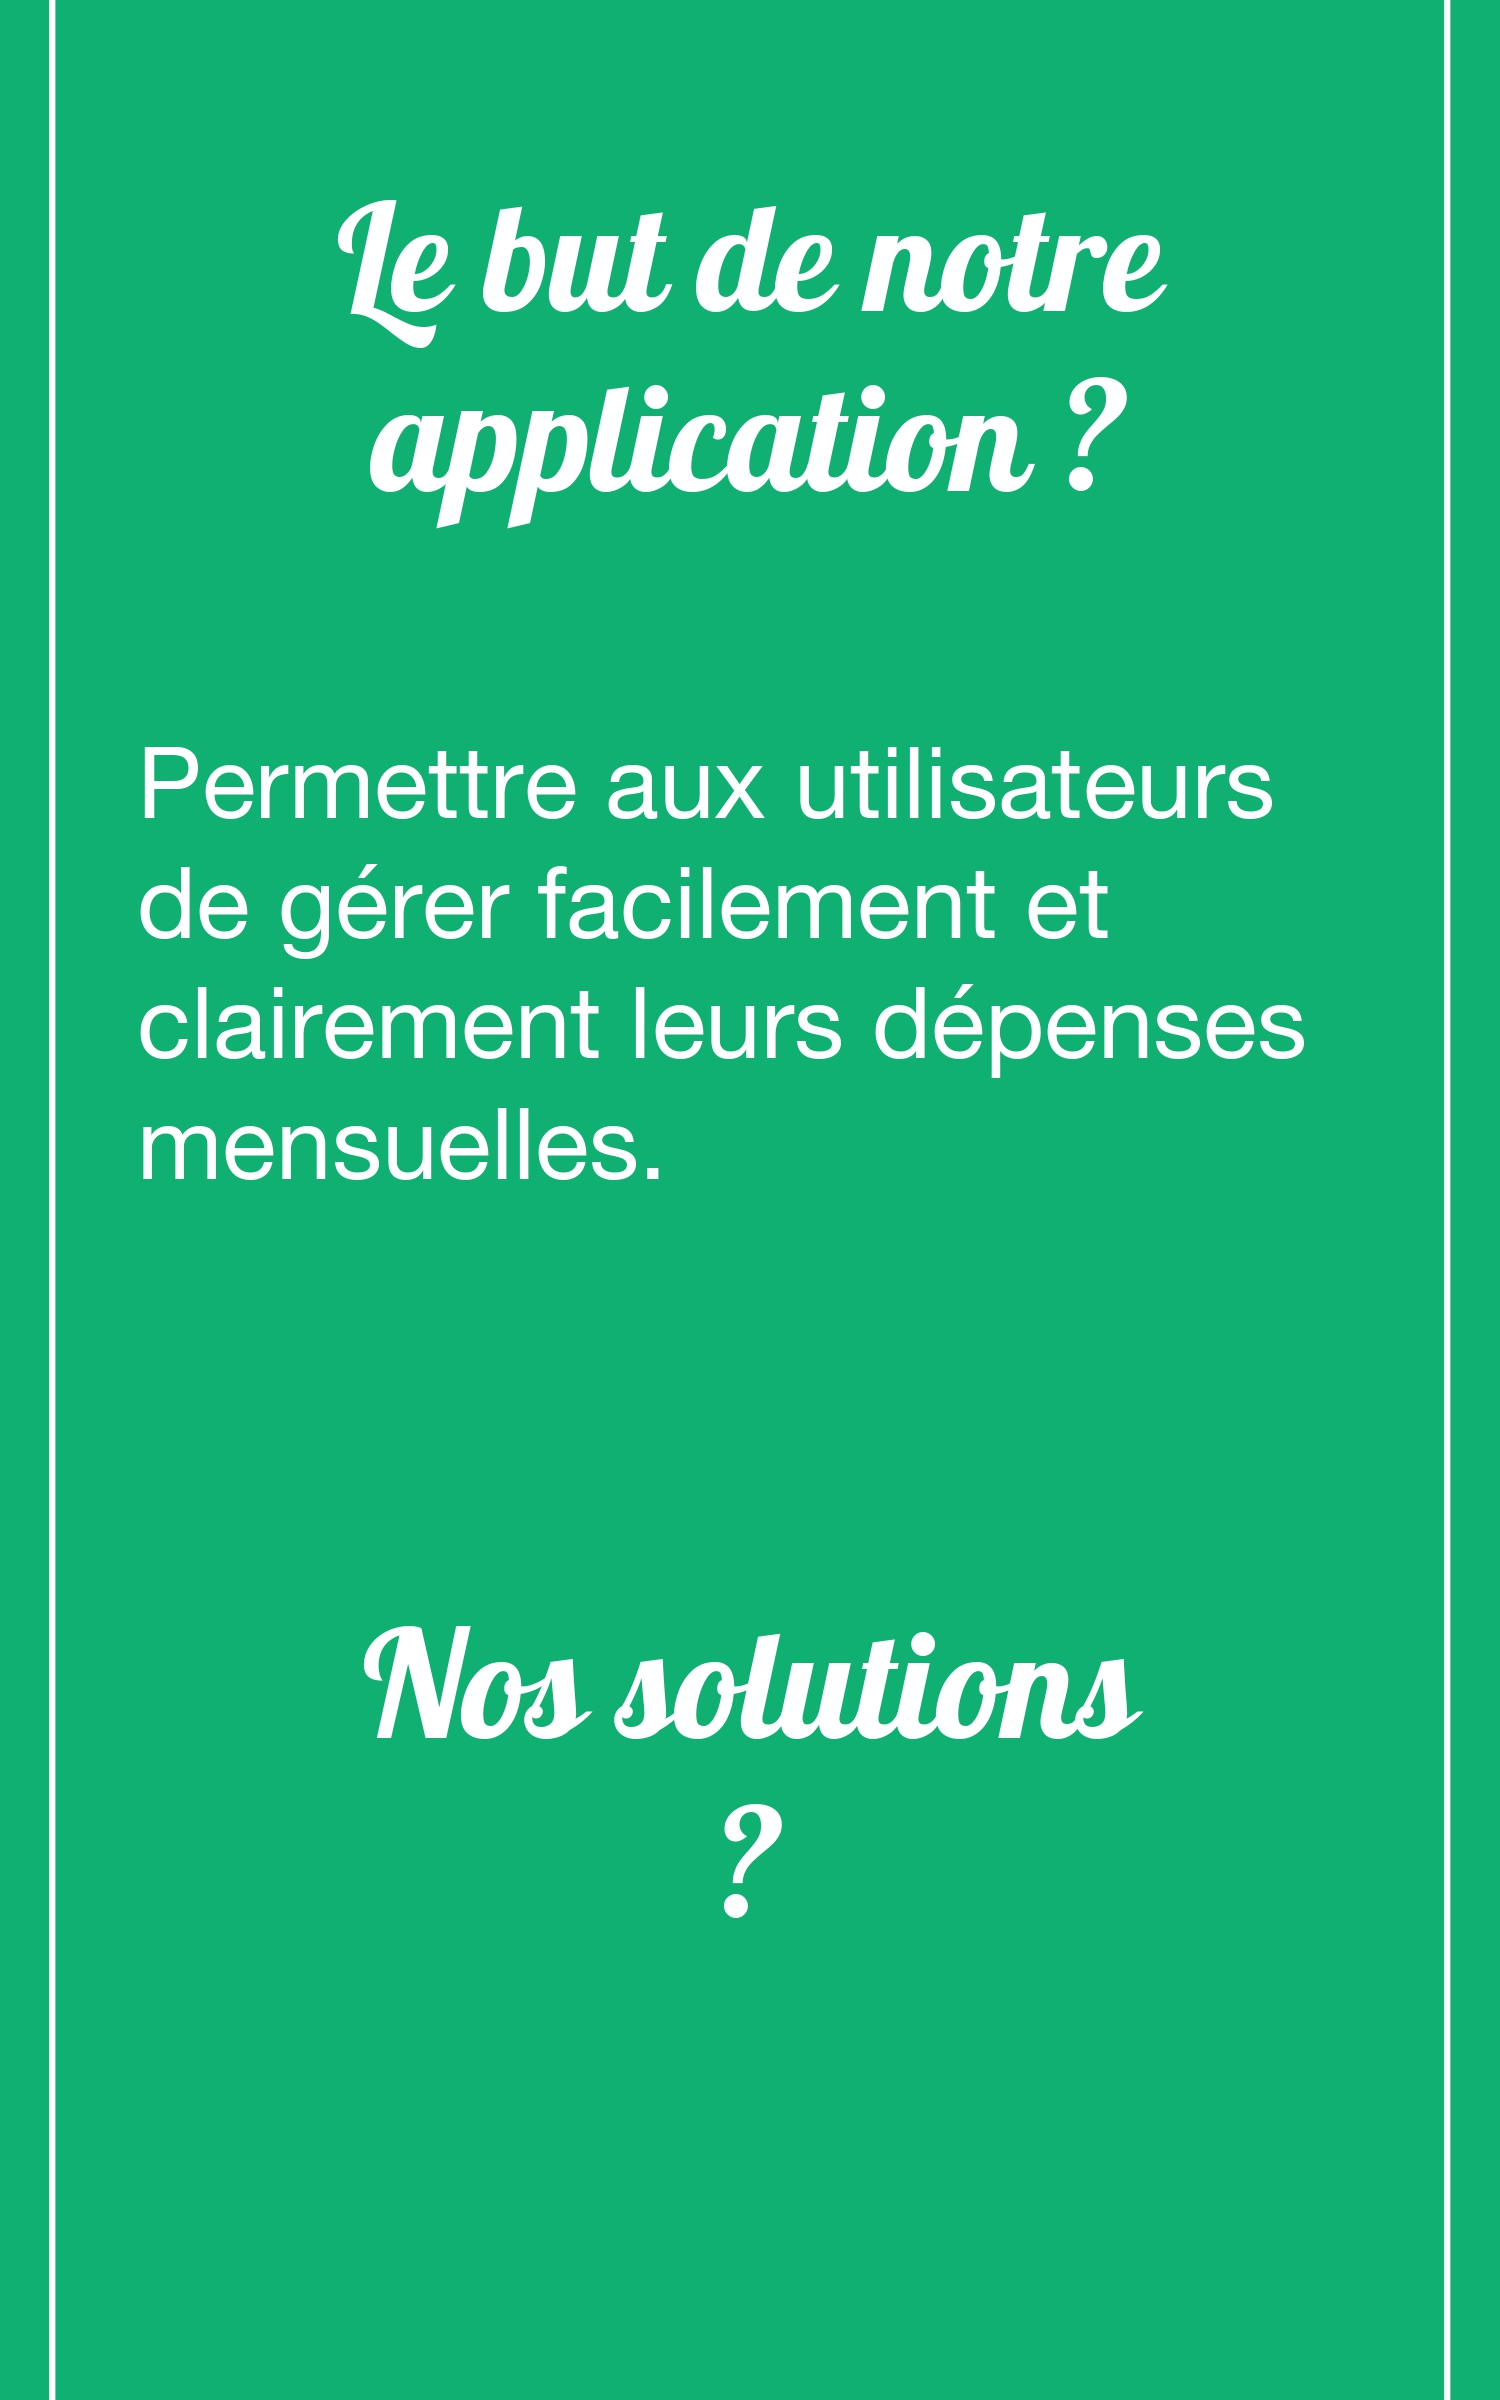 Le but de notre
application ?
Permettre aux utilisateurs
de gérer facilement et
clairement leurs dépenses
mensuelles.
Nos solutions
?